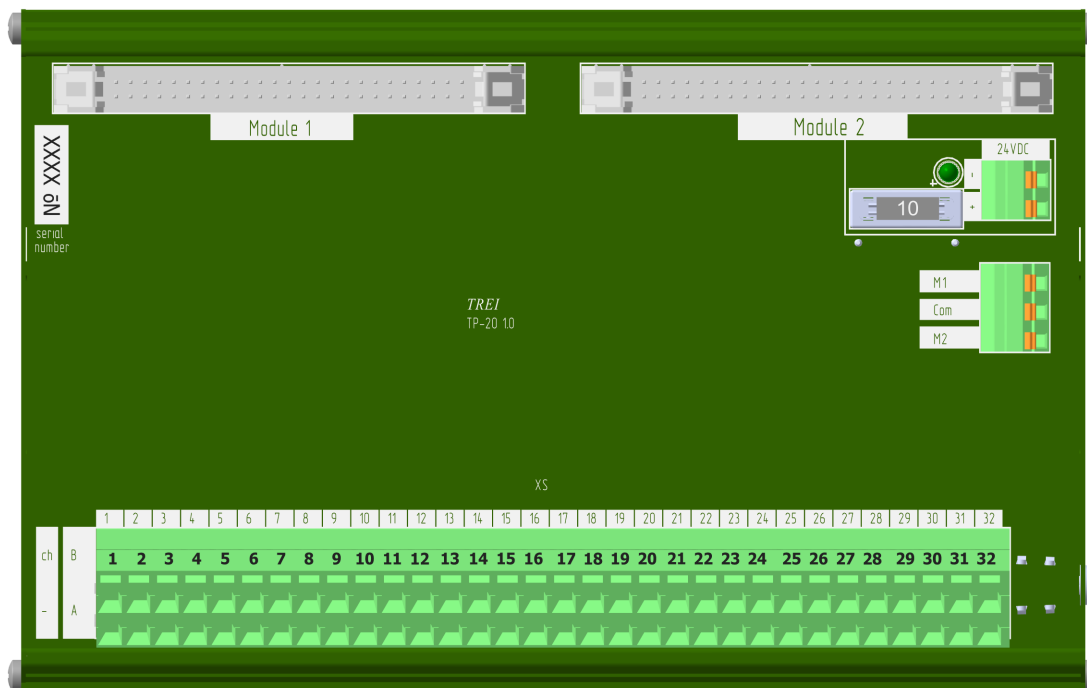 Module 1
Module 2
XXXX №
serial
number
24VDC
-
+
10
+
M1
Com
M2
TREI
TP-20 1.0
XS
1 2 3 4 5 6 7 8 9 10 11 12 13 14 15 16 17 18 19 20 21 22 23 24 25 26 27 28 29 30 31 32
ch B
1 2 3 4 5 6 7 8 9 10 11 12 13 14 15 16 17 18 19 20 21 22 23 24 25 26 27 28 29 30 31 32
- A